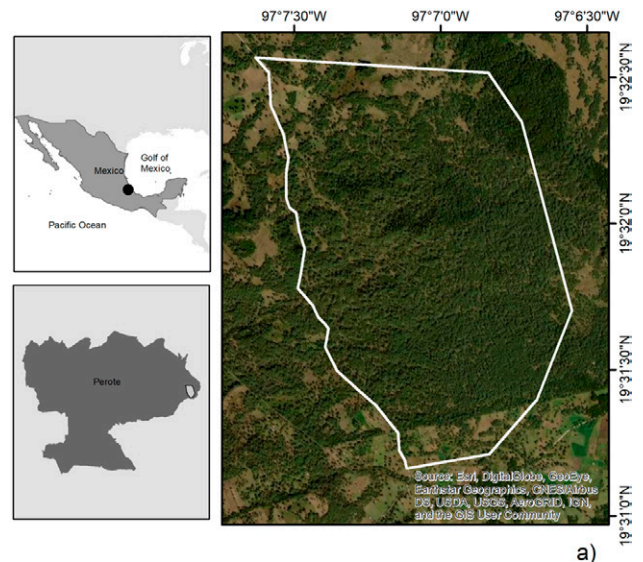 97°7'30"W
97°7'0"W
97°6'30"W
Golf of
Mexico
Mexico
Pacific Ocean
Perote
19°32'30"N
19°32'0"N
19°31'30"N
19°31'0"N
Source: Esri, DigitalGlobe, GeoEye,
Earthstar Geographics, CNES/Airbus
DS, USDA, USGS, AeroGRID, IGN,
and the GIS User Community
a)